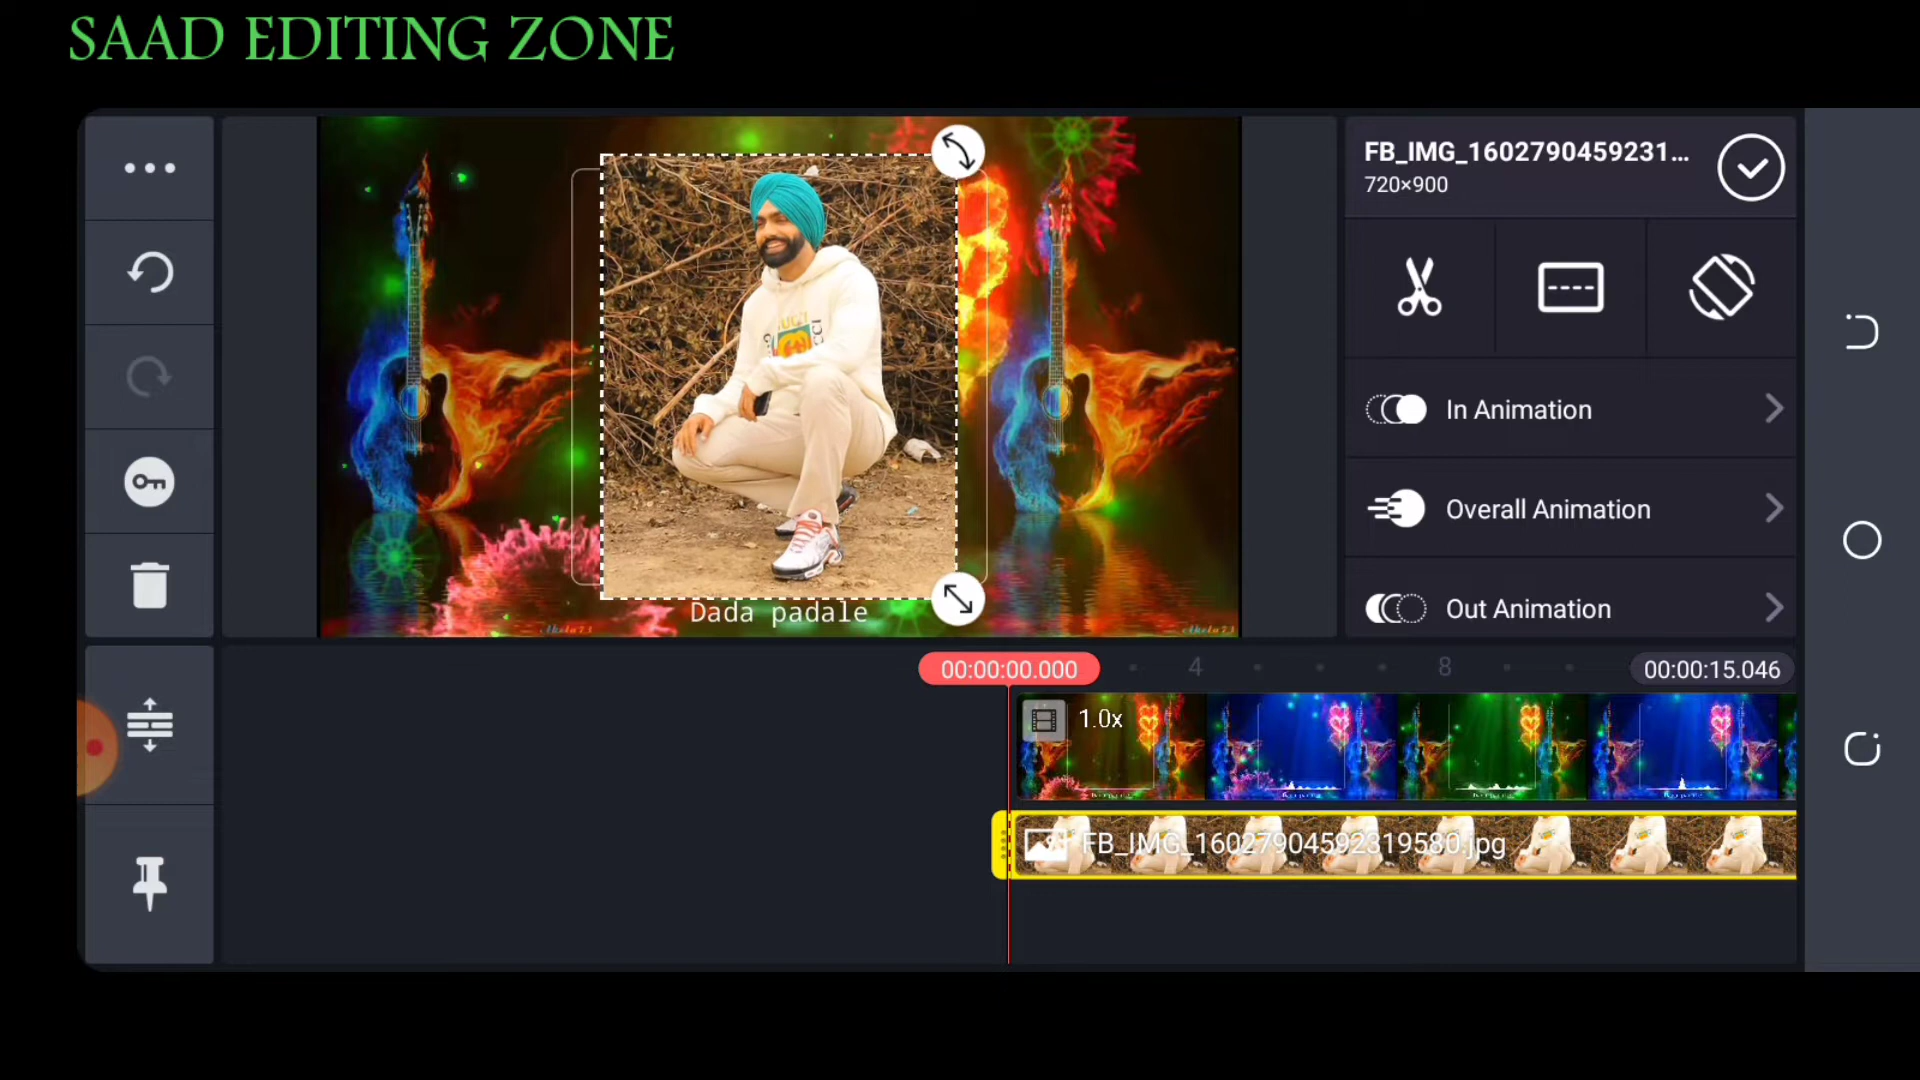 SAAD EDITING ZONE
FB_IMG_1602790459231...
720×900
GUCCI
In Animation
Overall Animation
Out Animation
Dada padale
00:00:00.000
4
8
00:00:15.046
1.0x
FB_IMG_16027904592319580.jpg